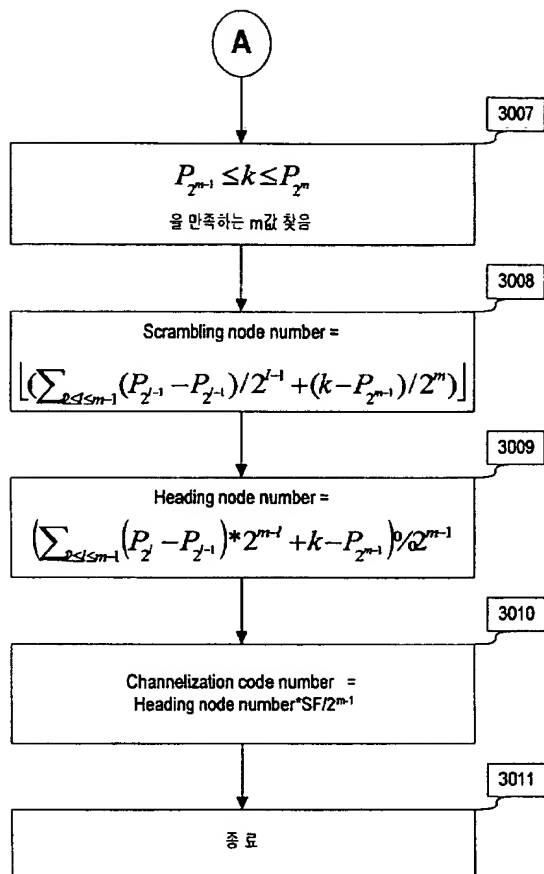 A
3007
P_{2^{m-1}} ≤ k ≤ P_{2^m}
을 만족하는 m값 찾음
3008
Scrambling node number =
⌊(∑_{2≤l≤m-1}(P_{2^{l-1}} - P_{2^{l-1}})/2^{l-1} + (k - P_{2^{m-1}})/2^m)⌋
3009
Heading node number =
(∑_{2≤l≤m-1}(P_{2^l} - P_{2^{l-1}})*2^{m-l} + k - P_{2^{m-1}})%2^{m-1}
3010
Channelization code number =
Heading node number*SF/2^{m-1}
3011
종료